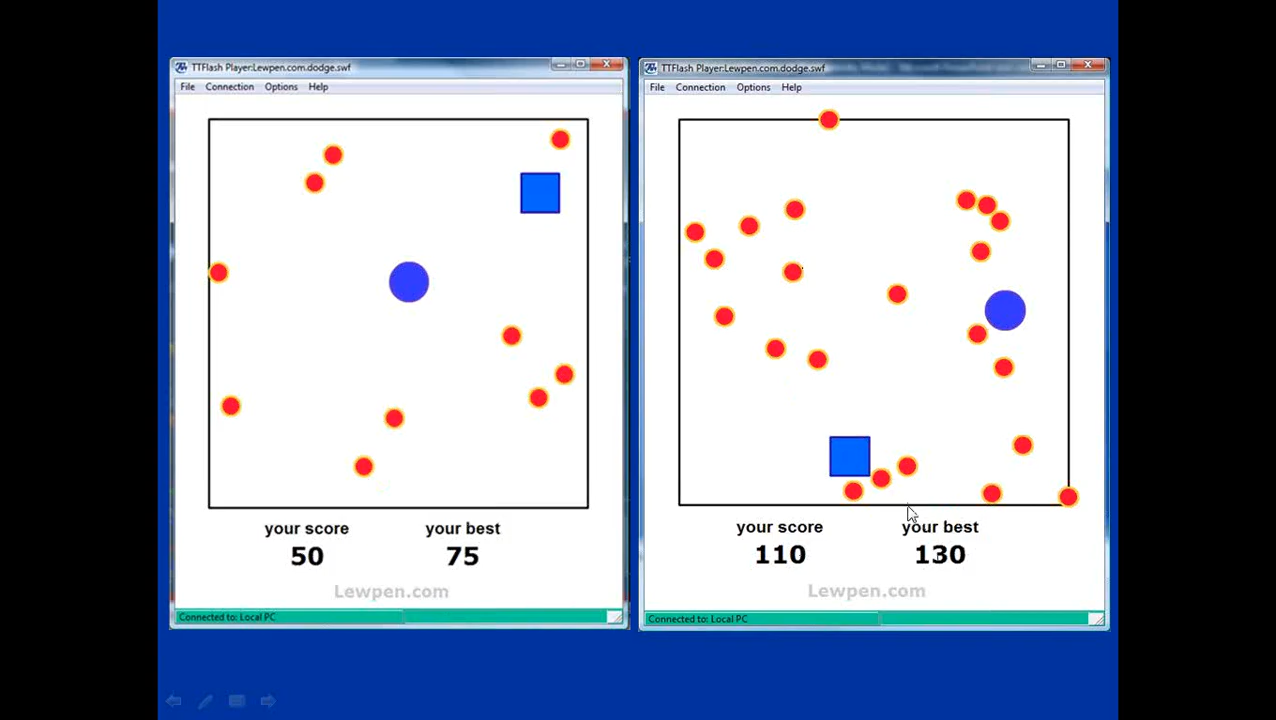 TTFlash Player:Lewpen.com.dodge.swf
File Connection Options Help
your score your best
50 75
Lewpen.com
Connected to: Local PC
TTFlash Player:Lewpen.com.dodge.swf
File Connection Options Help
your score your best
110 130
Lewpen.com
Connected to: Local PC